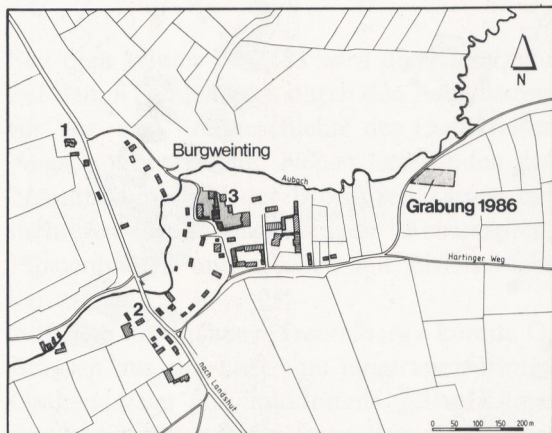 N
1
Burgweinting
Aubach
3
Grabung 1986
Hartinger Weg
2
nach Landshut
0 50 100 150 200 m